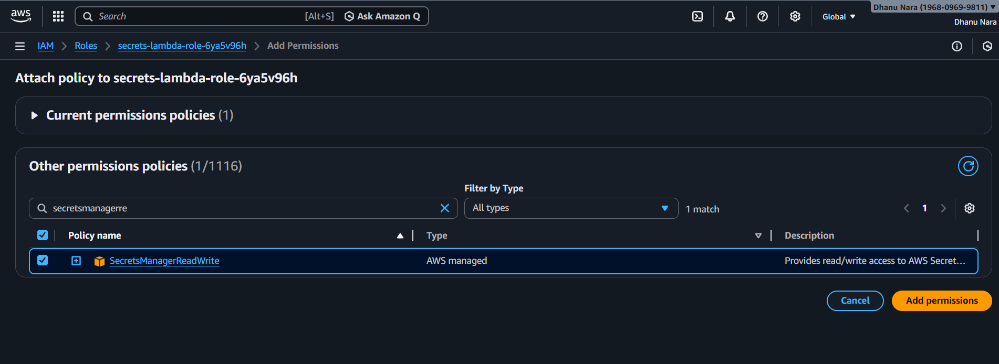 aws Search [Alt+S] Ask Amazon Q Global Dhanu Nara (1968-0969-9811)
Dhanu Nara
IAM Roles secrets-lambda-role-6ya5v96h Add Permissions
Attach policy to secrets-lambda-role-6ya5v96h
Current permissions policies (1)
Other permissions policies (1/1116)
Filter by Type
secretsmanagerre All types 1 match 1
Policy name Type Description
SecretsManagerReadWrite AWS managed Provides read/write access to AWS Secret...
Cancel Add permissions